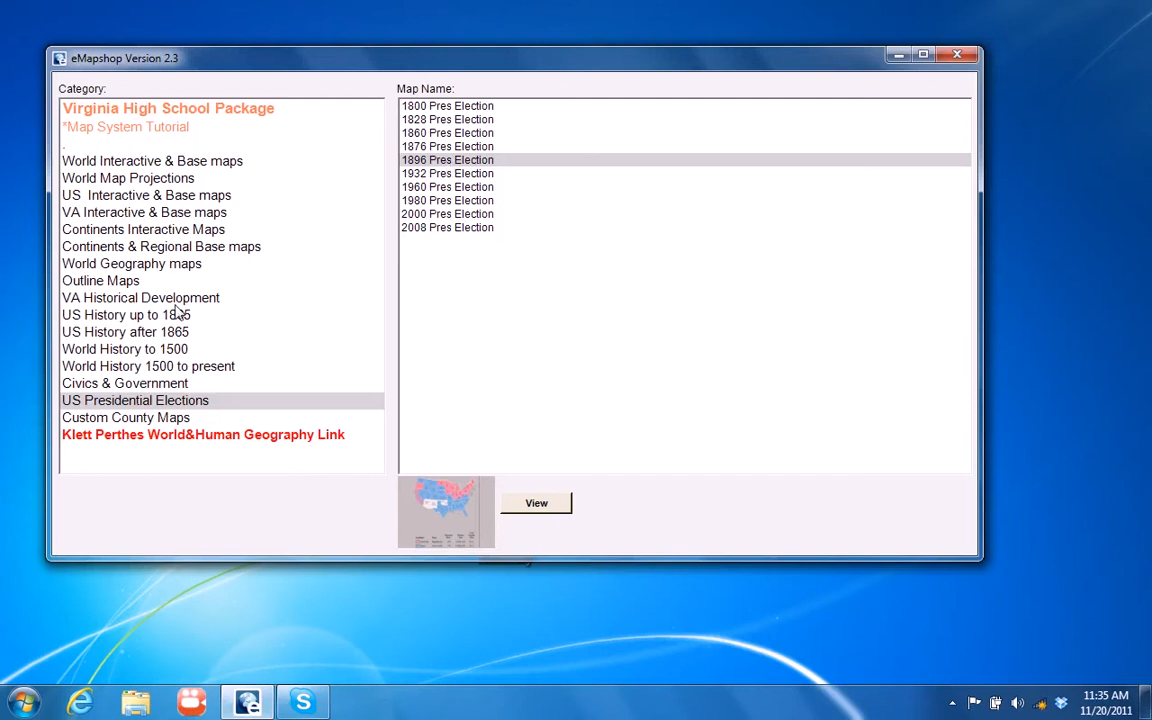 eMapshop Version 2.3
Category:
Virginia High School Package
*Map System Tutorial
.
World Interactive & Base maps
World Map Projections
US  Interactive & Base maps
VA Interactive & Base maps
Continents Interactive Maps
Continents & Regional Base maps
World Geography maps
Outline Maps
VA Historical Development
US History up to
US History after 1865
World History to 1500
World History 1500 to present
Civics & Government
US Presidential Elections
Custom County Maps
Klett Perthes World&Human Geography Link
Map Name:
1800 Pres Election
1828 Pres Election
1860 Pres Election
1876 Pres Election
1896 Pres Election
1932 Pres Election
1960 Pres Election
1980 Pres Election
2000 Pres Election
2008 Pres Election
View
11:35 AM
11/20/2011